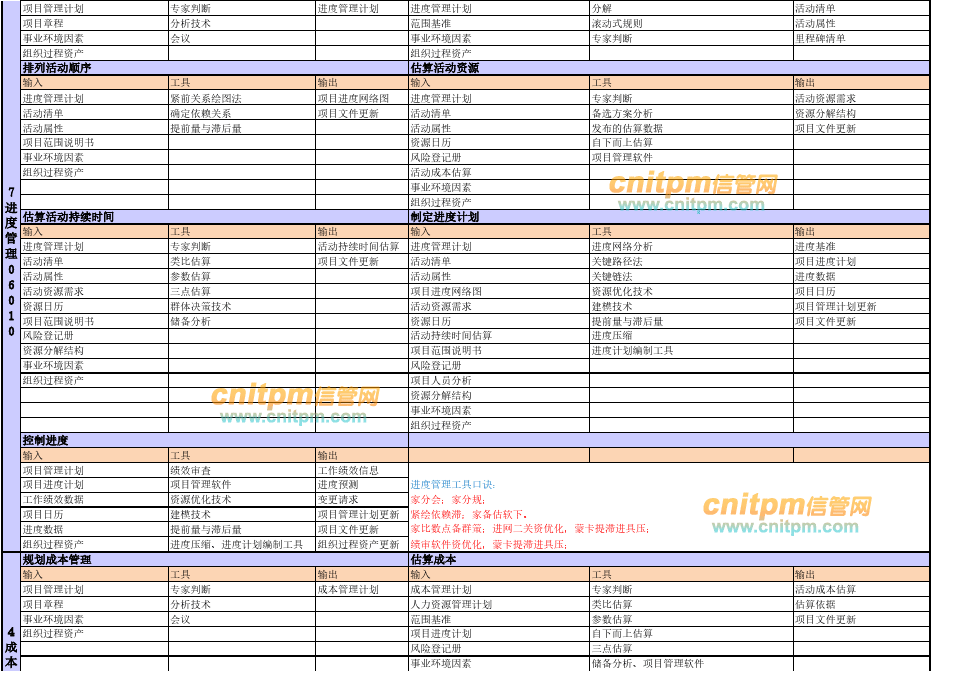 项目管理计划 专家判断 进度管理计划 进度管理计划 分解 活动清单
项目章程 分析技术 范围基准 滚动式规则 活动属性
事业环境因素 会议 事业环境因素 专家判断 里程碑清单
组织过程资产 组织过程资产
排列活动顺序 估算活动资源
输入 工具 输出 输入 工具 输出
进度管理计划 紧前关系绘图法 项目进度网络图 进度管理计划 专家判断 活动资源需求
活动清单 确定依赖关系 项目文件更新 活动清单 备选方案分析 资源分解结构
活动属性 提前量与滞后量 活动属性 发布的估算数据 项目文件更新
项目范围说明书 资源日历 自下而上估算
事业环境因素 风险登记册 项目管理软件
组织过程资产 活动成本估算
事业环境因素
组织过程资产
cnitpm信管网
www.cnitpm.com
7进度管理06010
估算活动持续时间 制定进度计划
输入 工具 输出 输入 工具 输出
进度管理计划 专家判断 活动持续时间估算 进度管理计划 进度网络分析 进度基准
活动清单 类比估算 项目文件更新 活动清单 关键路径法 项目进度计划
活动属性 参数估算 活动属性 关键链法 进度数据
活动资源需求 三点估算 项目进度网络图 资源优化技术 项目日历
资源日历 群体决策技术 活动资源需求 建模技术 项目管理计划更新
项目范围说明书 储备分析 资源日历 提前量与滞后量 项目文件更新
风险登记册 活动持续时间估算 进度压缩
资源分解结构 项目范围说明书 进度计划编制工具
事业环境因素 风险登记册
组织过程资产 项目人员分析
资源分解结构
事业环境因素
组织过程资产
cnitpm信管网
www.cnitpm.com
控制进度
输入 工具 输出
项目管理计划 绩效审查 工作绩效信息
项目进度计划 项目管理软件 进度预测 进度管理工具口诀:
工作绩效数据 资源优化技术 变更请求 家分会；家分规；
项目日历 建模技术 项目管理计划更新 紧绘依赖滞；家备估软下。
进度数据 提前量与滞后量 项目文件更新 家比数点备群策；进网二关资优化，蒙卡提滞进具压；
组织过程资产 进度压缩、进度计划编制工具 组织过程资产更新 绩审软件资优化，蒙卡提滞进具压；
cnitpm信管网
www.cnitpm.com
规划成本管理 估算成本
输入 工具 输出 输入 工具 输出
项目管理计划 专家判断 成本管理计划 成本管理计划 专家判断 活动成本估算
项目章程 分析技术 人力资源管理计划 类比估算 估算依据
事业环境因素 会议 范围基准 参数估算 项目文件更新
组织过程资产 项目进度计划 自下而上估算
风险登记册 三点估算
事业环境因素 储备分析、项目管理软件
4成本